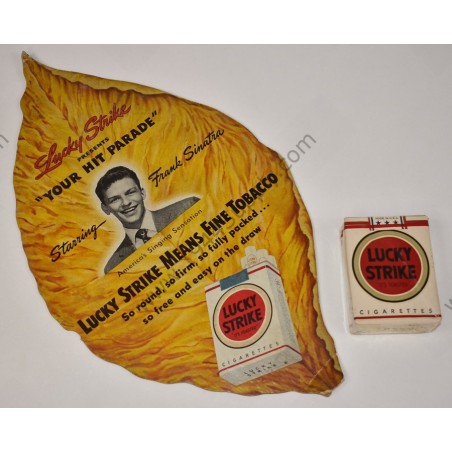 Lucky Strike
PRESENTS
"YOUR HIT PARADE"
Starring
Frank Sinatra
America's Singing Sensation
LUCKY STRIKE MEANS FINE TOBACCO
So round, so firm, so fully packed...
so free and easy on the draw
LUCKY
STRIKE
CIGARETTES
LUCKY
STRIKE
CIGARETTES